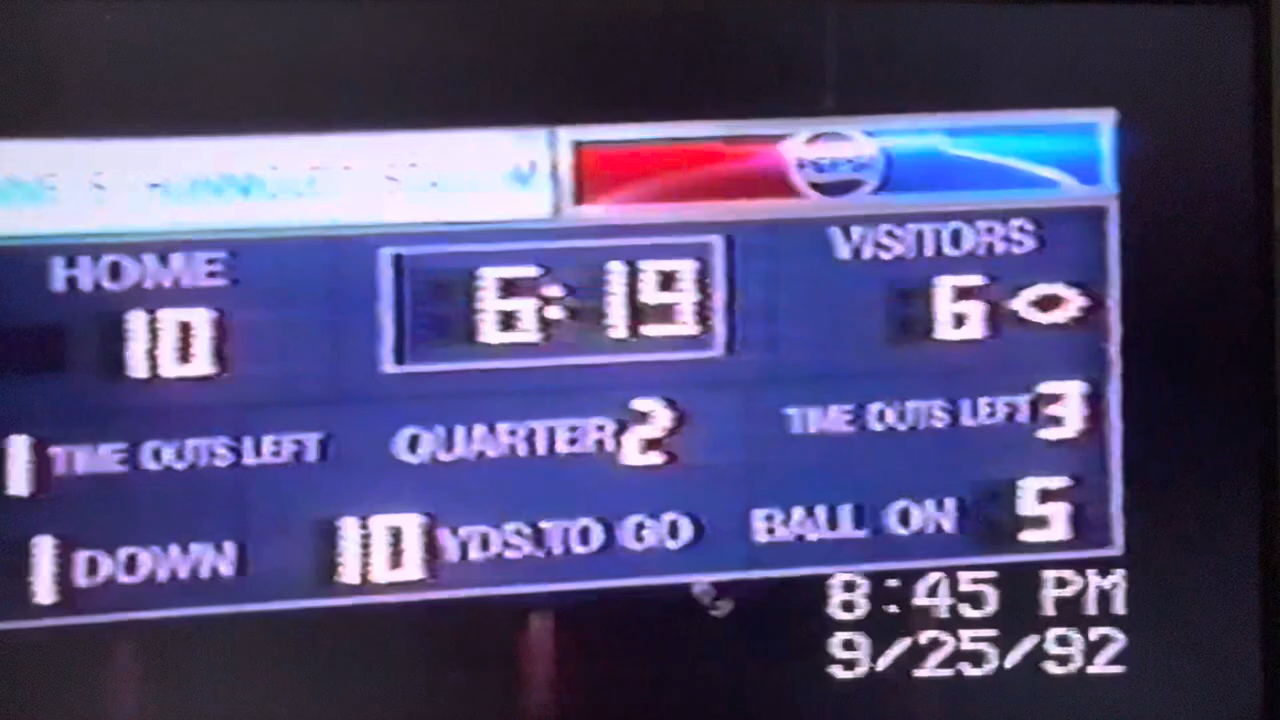 PEPSI
HOME 6:19 VISITORS
10 6
1 TIME OUTS LEFT QUARTER 2 TIME OUTS LEFT 3
1 DOWN 10 YDS. TO GO BALL ON 5
8:45 PM
9/25/92